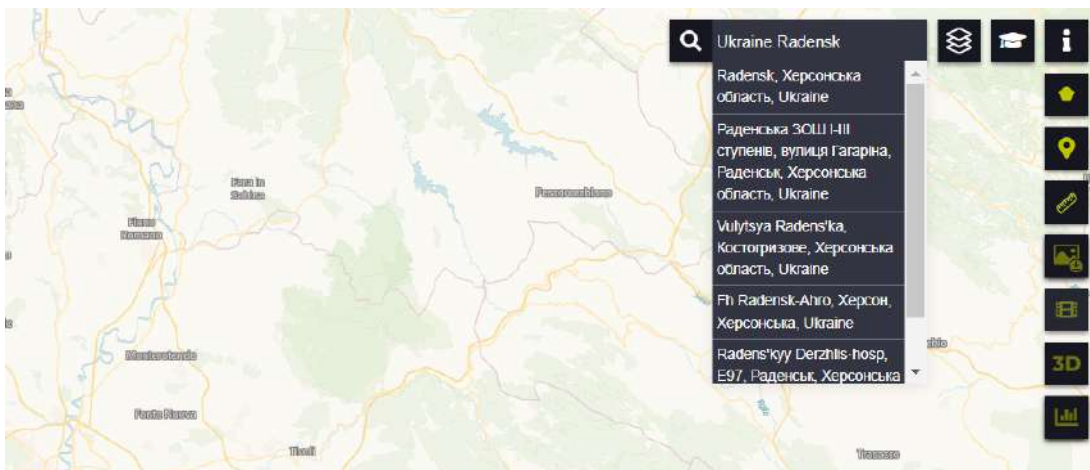 Ukraine Radensk
Radensk, Херсонська
область, Ukraine
Раденська ЗОШ І-ІІІ
ступенів, вулиця Гагаріна,
Раденськ, Херсонська
область, Ukraine
Vulytsya Radens'ka,
Костогризове, Херсонська
область, Ukraine
Fh Radensk-Ahro, Херсон,
Херсонська, Ukraine
Radens'kyy Derzhlis-hosp,
E97, Раденськ, Херсонська
3D
Fara in
Sabina
Fiano
Romano
Monterotondo
Fonte Nuova
Tivoli